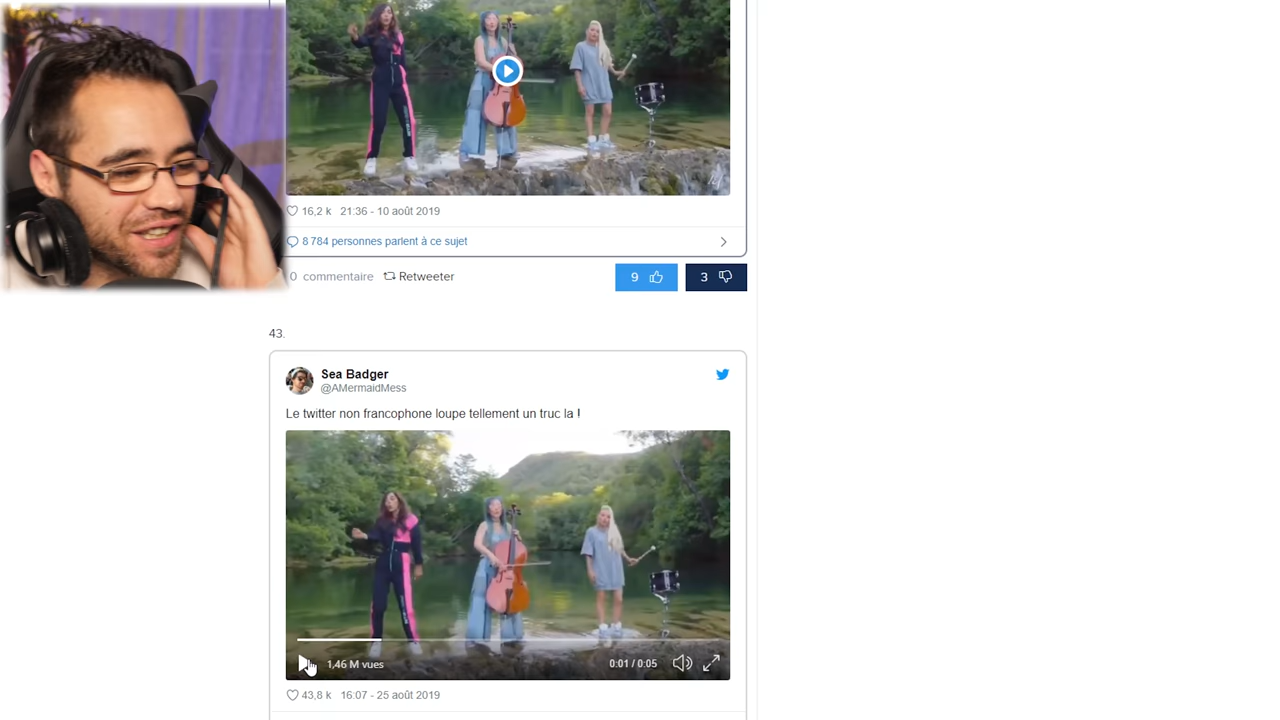 16,2 k 21:36 - 10 août 2019
8 784 personnes parlent à ce sujet
0 commentaire Retweeter
9
3
43.
Sea Badger
@AMermaidMess
Le twitter non francophone loupe tellement un truc la !
1,46 M vues
0:01 / 0:05
43,8 k 16:07 - 25 août 2019